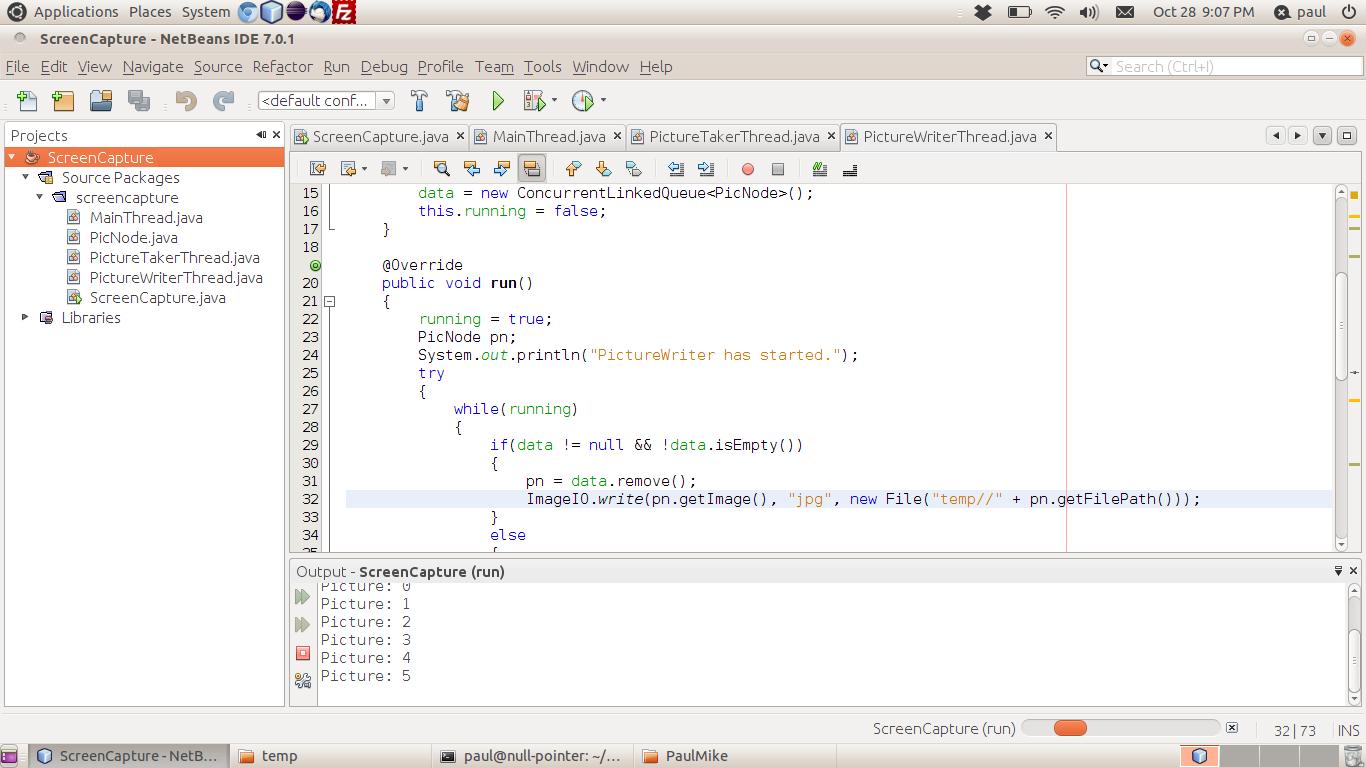 Applications Places System Oct 28 9:07 PM paul
ScreenCapture - NetBeans IDE 7.0.1
File Edit View Navigate Source Refactor Run Debug Profile Team Tools Window Help Search (Ctrl+I)
<default conf...
Projects
ScreenCapture
Source Packages
screencapture
MainThread.java
PicNode.java
PictureTakerThread.java
PictureWriterThread.java
ScreenCapture.java
Libraries
ScreenCapture.java MainThread.java PictureTakerThread.java PictureWriterThread.java
15 data = new ConcurrentLinkedQueue<PicNode>();
16 this.running = false;
17 }
18
@Override
20 public void run()
21 {
22 running = true;
23 PicNode pn;
24 System.out.println("PictureWriter has started.");
25 try
26 {
27 while(running)
28 {
29 if(data != null && !data.isEmpty())
30 {
31 pn = data.remove();
32 ImageIO.write(pn.getImage(), "jpg", new File("temp//" + pn.getFilePath()));
33 }
34 else
35 {
Output - ScreenCapture (run)
Picture: 0
Picture: 1
Picture: 2
Picture: 3
Picture: 4
Picture: 5
ScreenCapture (run) 32|73 INS
ScreenCapture - NetB... temp paul@null-pointer: ~/... PaulMike